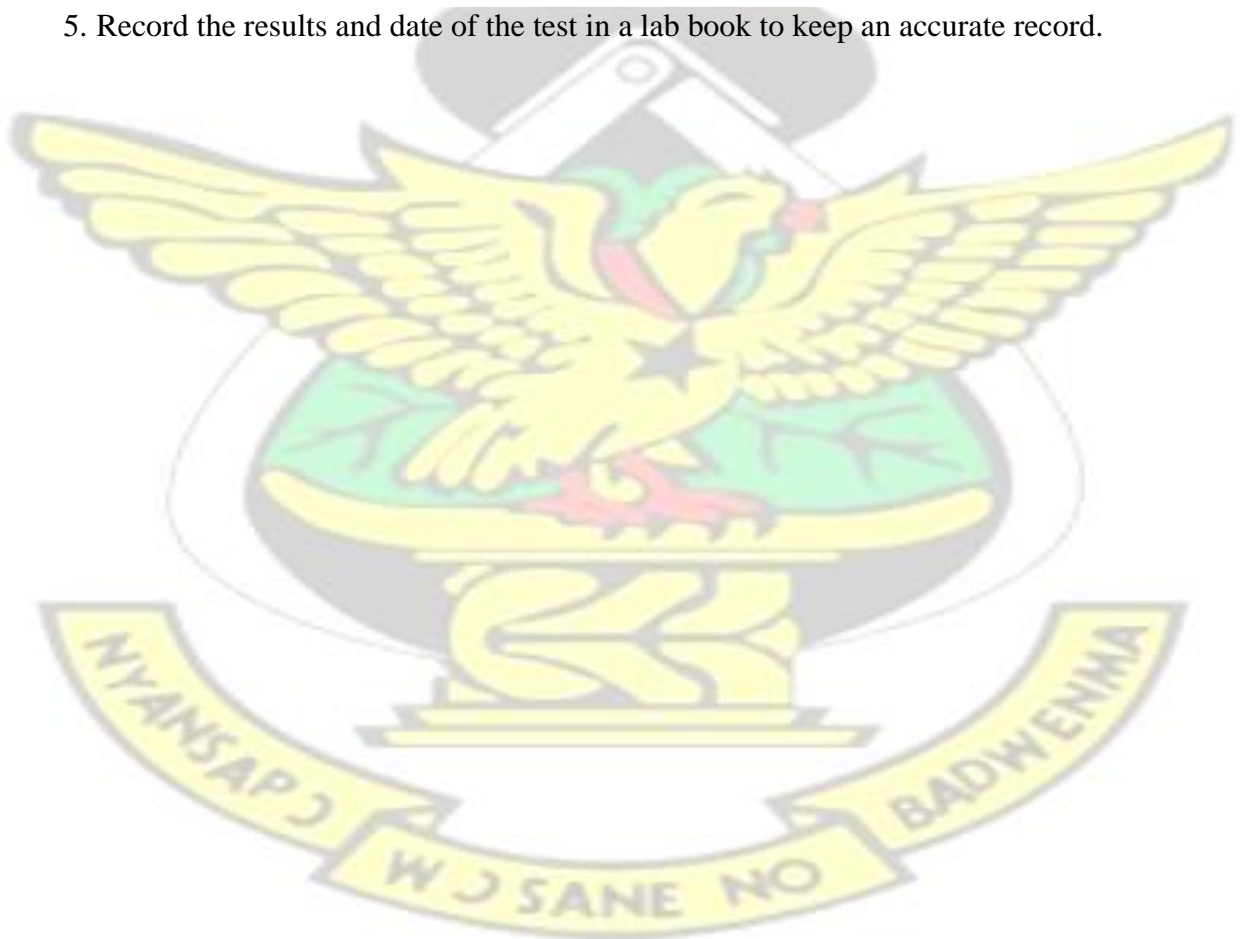 5. Record the results and date of the test in a lab book to keep an accurate record.
NYANSAPƆ
WƆSANE NO
BADWENMA